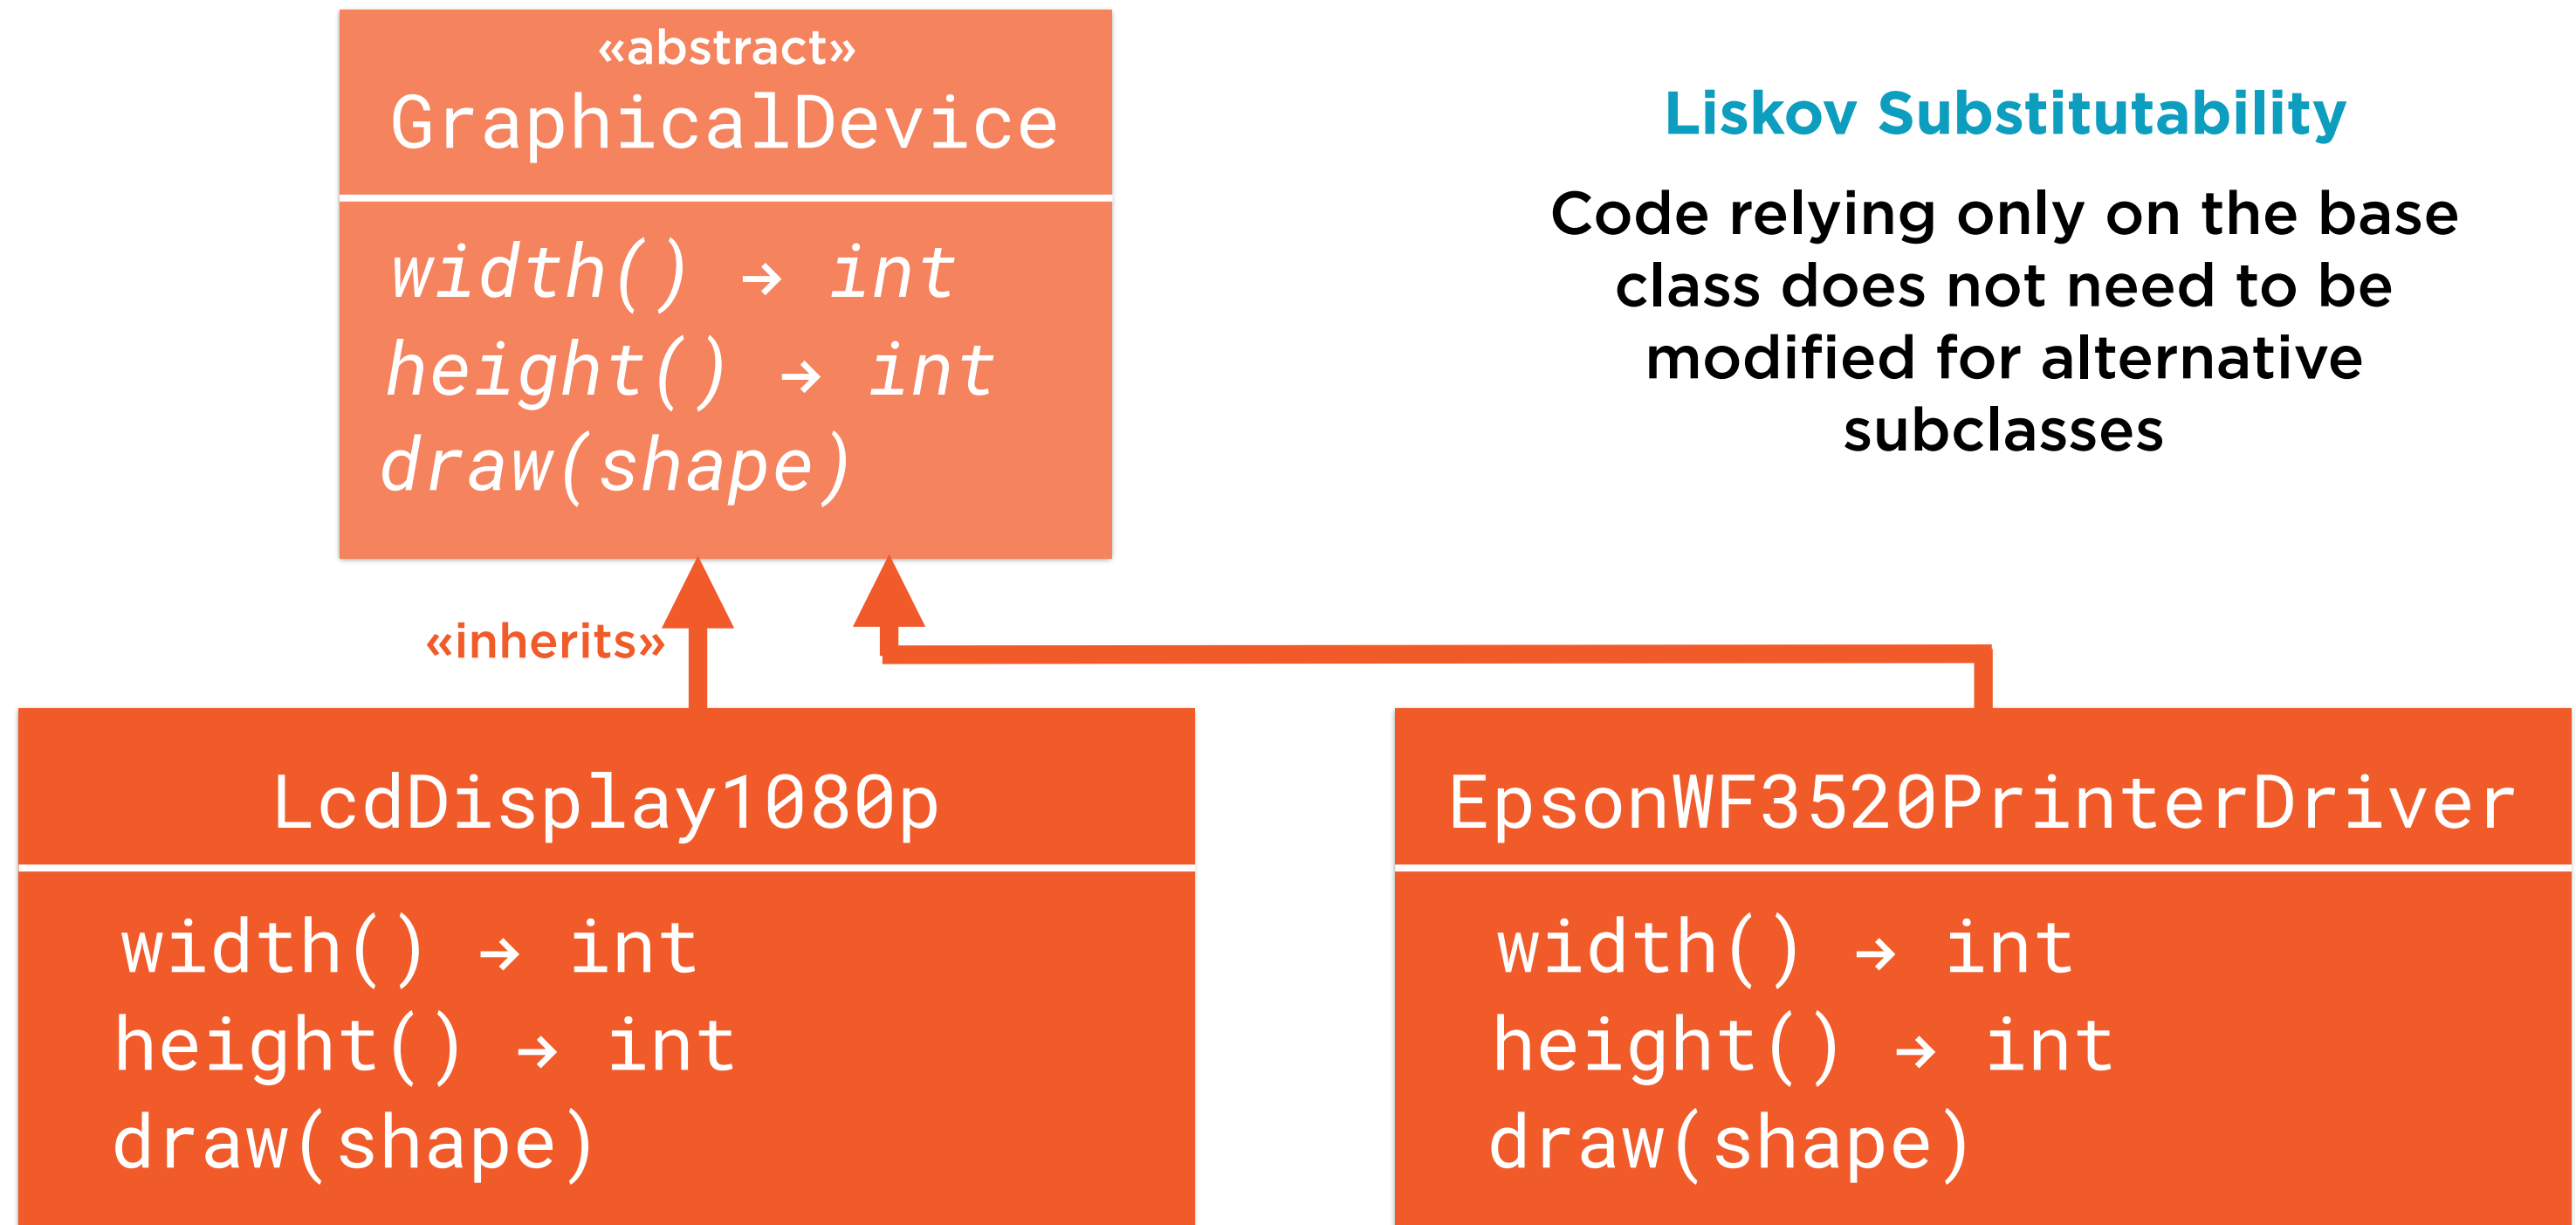 «abstract»
GraphicalDevice
width() → int
height() → int
draw(shape)
Liskov Substitutability
Code relying only on the base
class does not need to be
modified for alternative
subclasses
«inherits»
LcdDisplay1080p
width() → int
height() → int
draw(shape)
EpsonWF3520PrinterDriver
width() → int
height() → int
draw(shape)